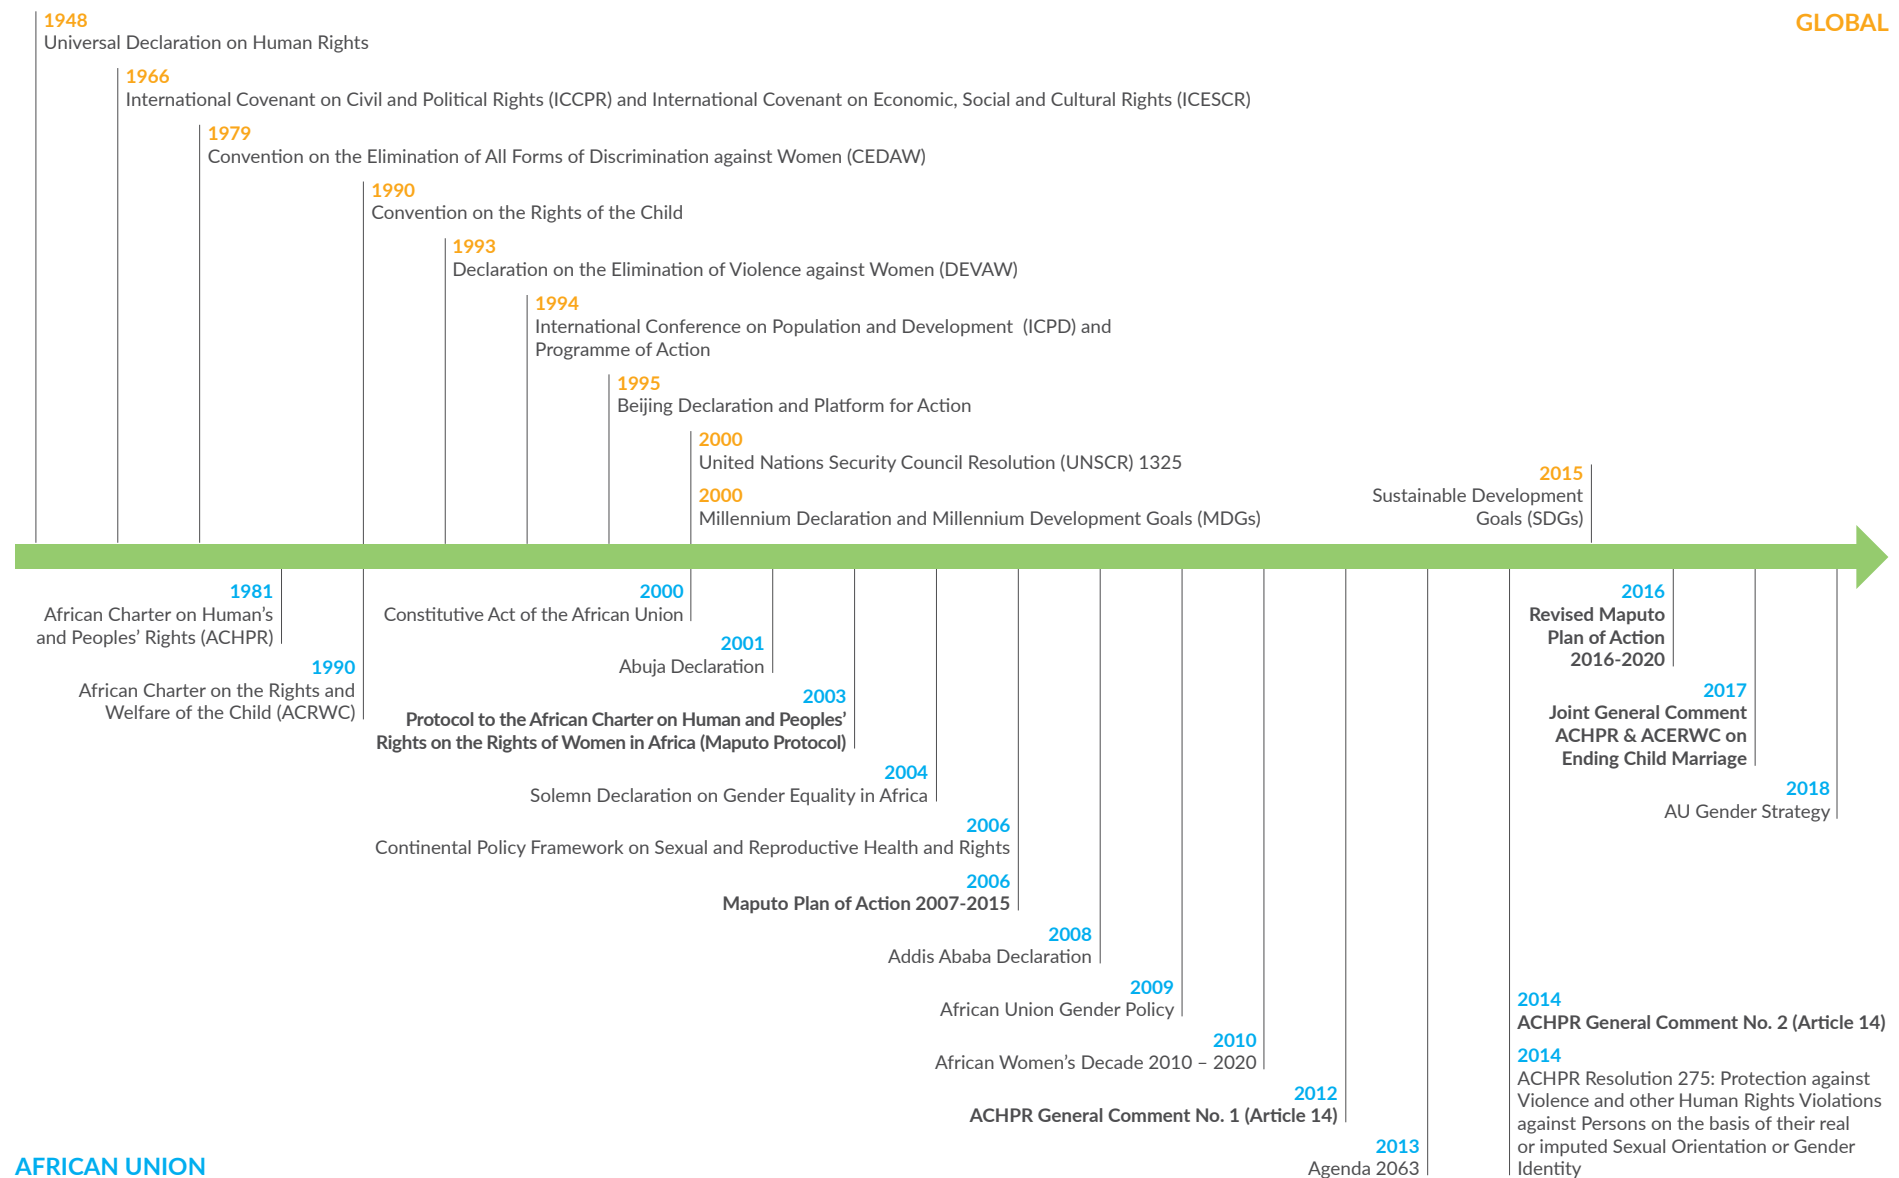 GLOBAL
1948
Universal Declaration on Human Rights
1966
International Covenant on Civil and Political Rights (ICCPR) and International Covenant on Economic, Social and Cultural Rights (ICESCR)
1979
Convention on the Elimination of All Forms of Discrimination against Women (CEDAW)
1990
Convention on the Rights of the Child
1993
Declaration on the Elimination of Violence against Women (DEVAW)
1994
International Conference on Population and Development (ICPD) and
Programme of Action
1995
Beijing Declaration and Platform for Action
2000
United Nations Security Council Resolution (UNSCR) 1325
2000
Millennium Declaration and Millennium Development Goals (MDGs)
2015
Sustainable Development
Goals (SDGs)
1981
African Charter on Human's
and Peoples' Rights (ACHPR)
1990
African Charter on the Rights and
Welfare of the Child (ACRWC)
2000
Constitutive Act of the African Union
2001
Abuja Declaration
2003
Protocol to the African Charter on Human and Peoples'
Rights on the Rights of Women in Africa (Maputo Protocol)
2004
Solemn Declaration on Gender Equality in Africa
2006
Continental Policy Framework on Sexual and Reproductive Health and Rights
2006
Maputo Plan of Action 2007-2015
2008
Addis Ababa Declaration
2009
African Union Gender Policy
2010
African Women's Decade 2010 – 2020
2012
ACHPR General Comment No. 1 (Article 14)
2013
Agenda 2063
2014
ACHPR General Comment No. 2 (Article 14)
2014
ACHPR Resolution 275: Protection against
Violence and other Human Rights Violations
against Persons on the basis of their real
or imputed Sexual Orientation or Gender
Identity
2016
Revised Maputo
Plan of Action
2016-2020
2017
Joint General Comment
ACHPR & ACERWC on
Ending Child Marriage
2018
AU Gender Strategy
AFRICAN UNION